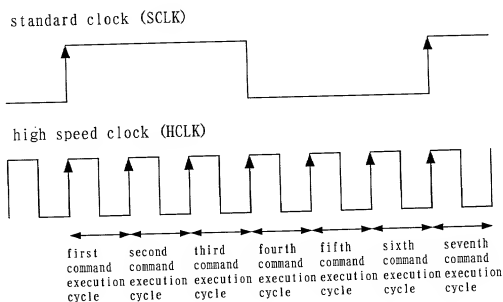 standard clock (SCLK)
high speed clock (HCLK)
first second third fourth fifth sixth seventh
command command command command command command command
execution execution execution execution execution execution execution
cycle cycle cycle cycle cycle cycle cycle